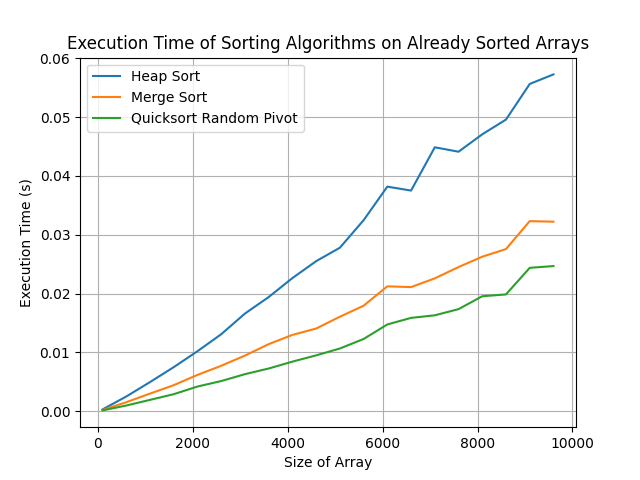 Execution Time of Sorting Algorithms on Already Sorted Arrays
Heap Sort
Merge Sort
Quicksort Random Pivot
Execution Time (s)
0.06
0.05
0.04
0.03
0.02
0.01
0.00
0 2000 4000 6000 8000 10000
Size of Array